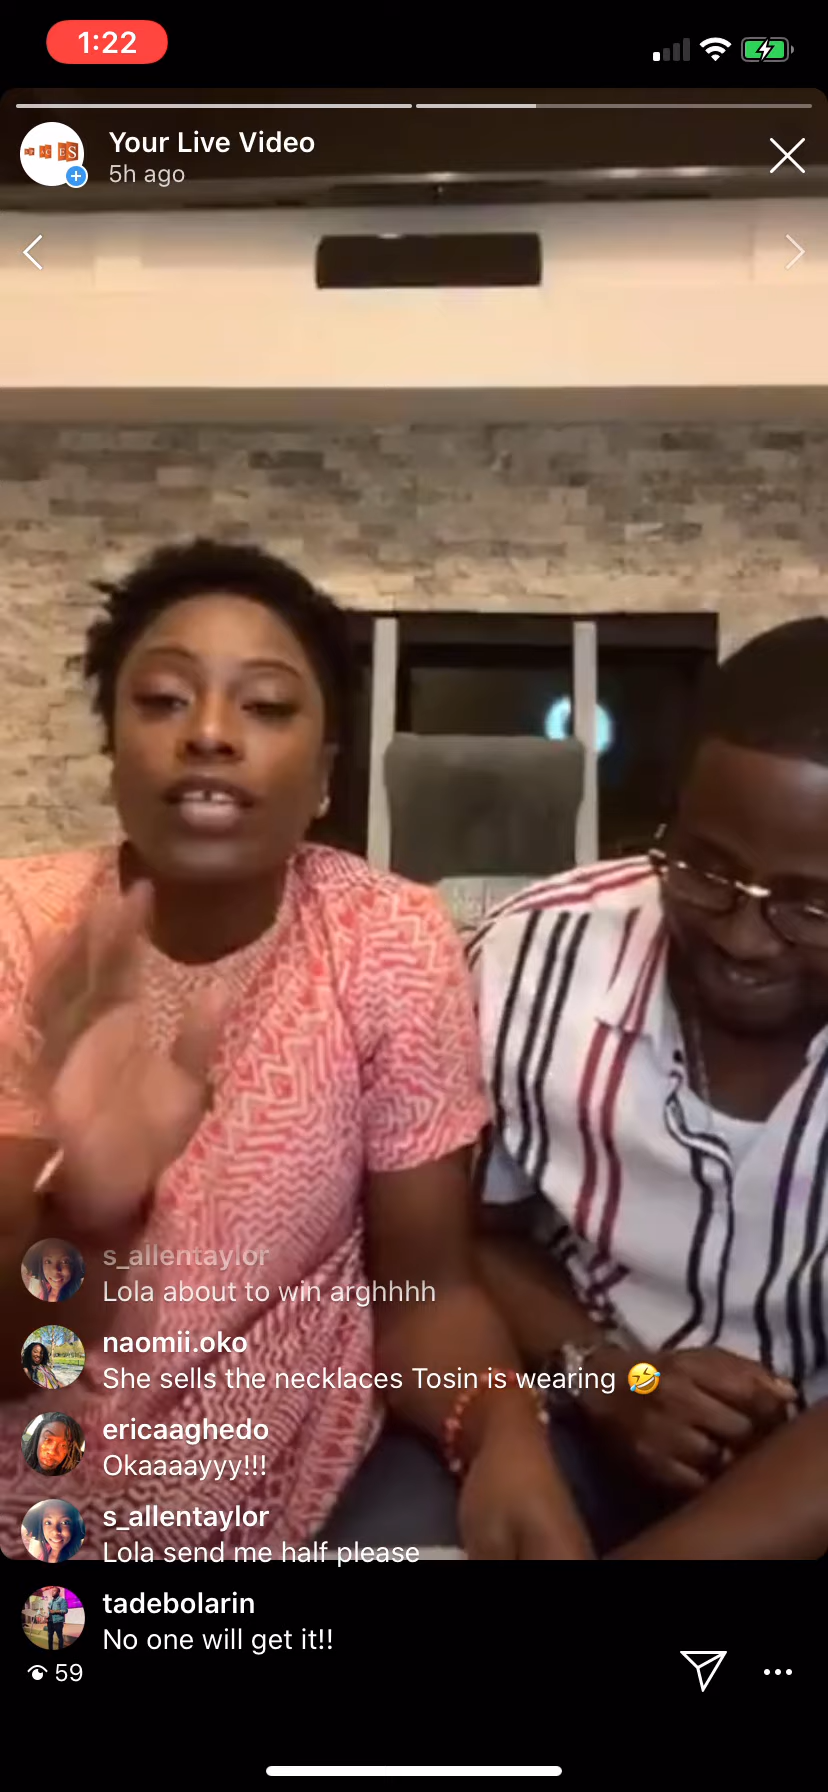 1:22
Your Live Video
5h ago
s_allentaylor
Lola about to win arghhhh
naomii.oko
She sells the necklaces Tosin is wearing 🤣
ericaaghedo
Okaaaayyy!!!
s_allentaylor
Lola send me half please
tadebolarin
No one will get it!!
59